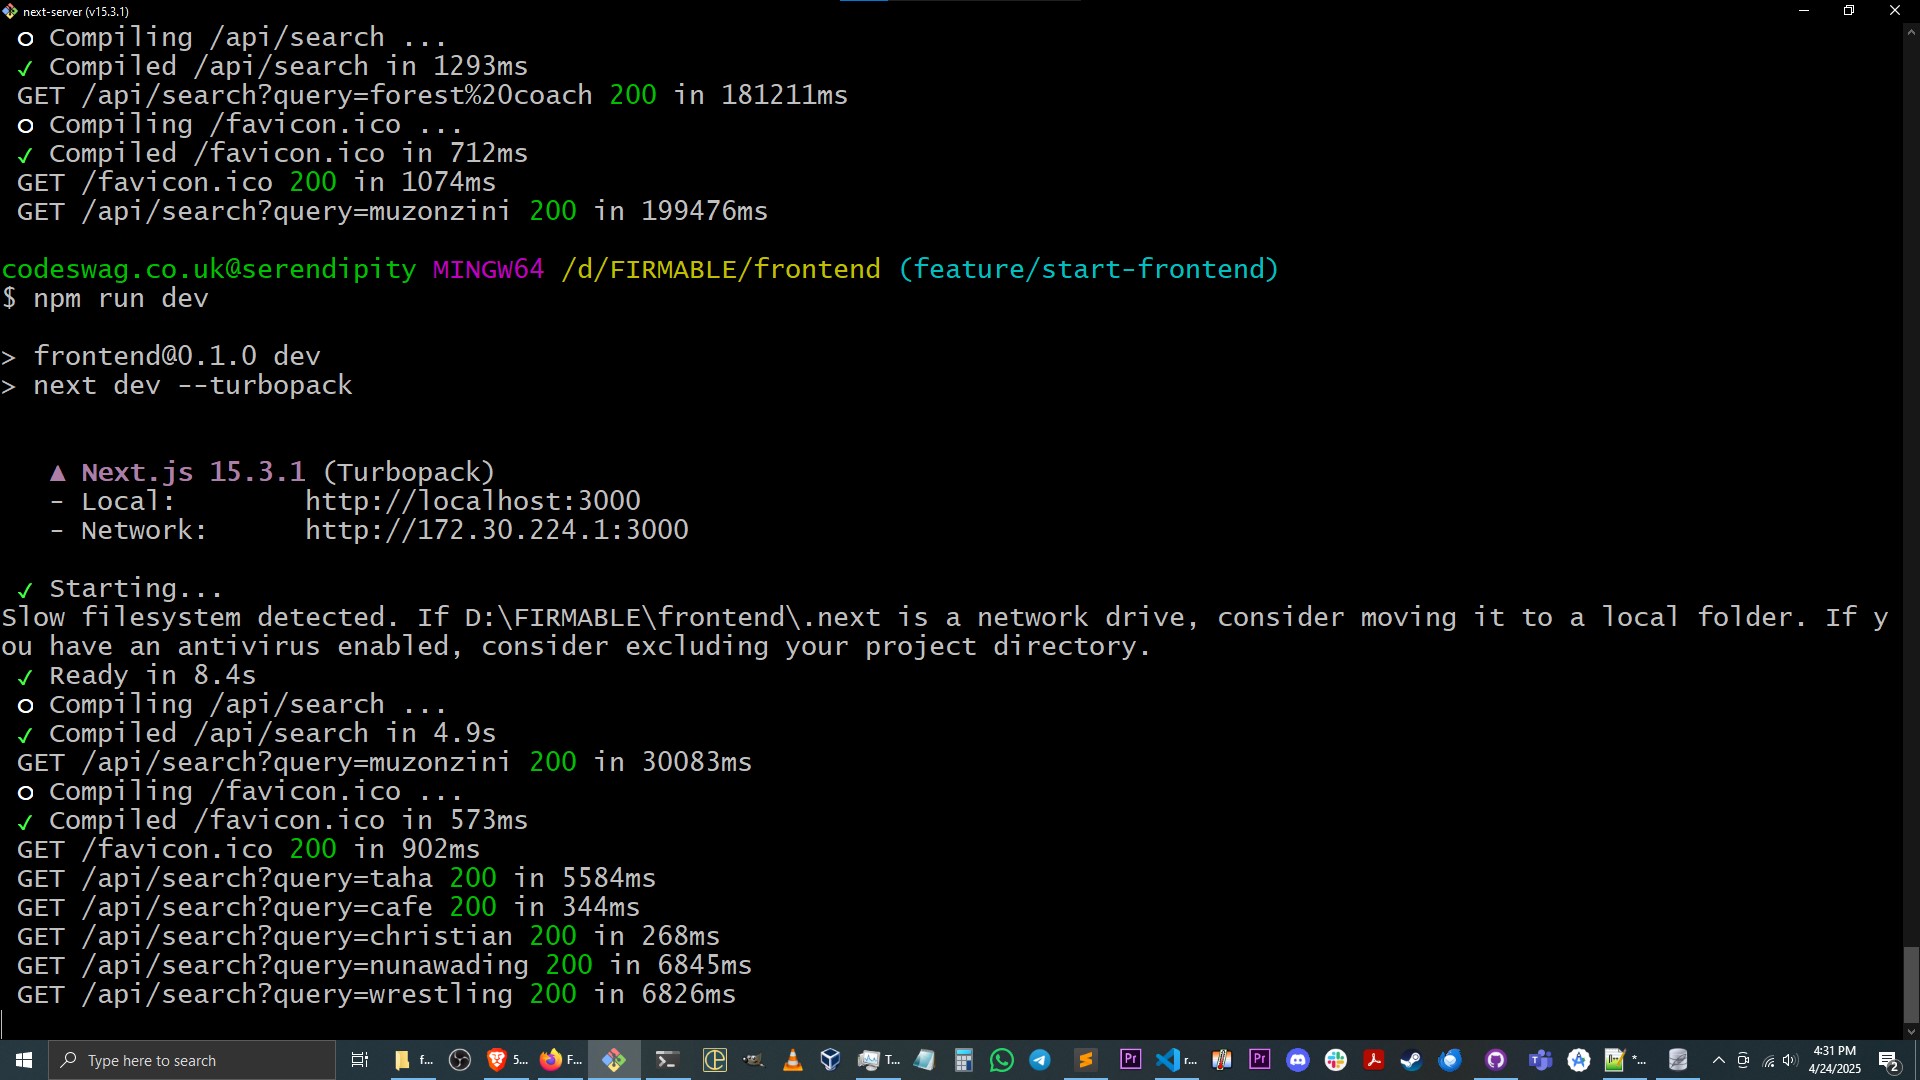 next-server (v15.3.1)
o Compiling /api/search ...
✓ Compiled /api/search in 1293ms
GET /api/search?query=forest%20coach 200 in 181211ms
o Compiling /favicon.ico ...
✓ Compiled /favicon.ico in 712ms
GET /favicon.ico 200 in 1074ms
GET /api/search?query=muzonzini 200 in 199476ms
codeswag.co.uk@serendipity MINGW64 /d/FIRMABLE/frontend (feature/start-frontend)
$ npm run dev
> frontend@0.1.0 dev
> next dev --turbopack
▲ Next.js 15.3.1 (Turbopack)
- Local: http://localhost:3000
- Network: http://172.30.224.1:3000
✓ Starting...
Slow filesystem detected. If D:\FIRMABLE\frontend\.next is a network drive, consider moving it to a local folder. If y
ou have an antivirus enabled, consider excluding your project directory.
✓ Ready in 8.4s
o Compiling /api/search ...
✓ Compiled /api/search in 4.9s
GET /api/search?query=muzonzini 200 in 30083ms
o Compiling /favicon.ico ...
✓ Compiled /favicon.ico in 573ms
GET /favicon.ico 200 in 902ms
GET /api/search?query=taha 200 in 5584ms
GET /api/search?query=cafe 200 in 344ms
GET /api/search?query=christian 200 in 268ms
GET /api/search?query=nunawading 200 in 6845ms
GET /api/search?query=wrestling 200 in 6826ms
Type here to search f... 5... F... T... Pr r... Pr *...
4:31 PM
4/24/2025
2